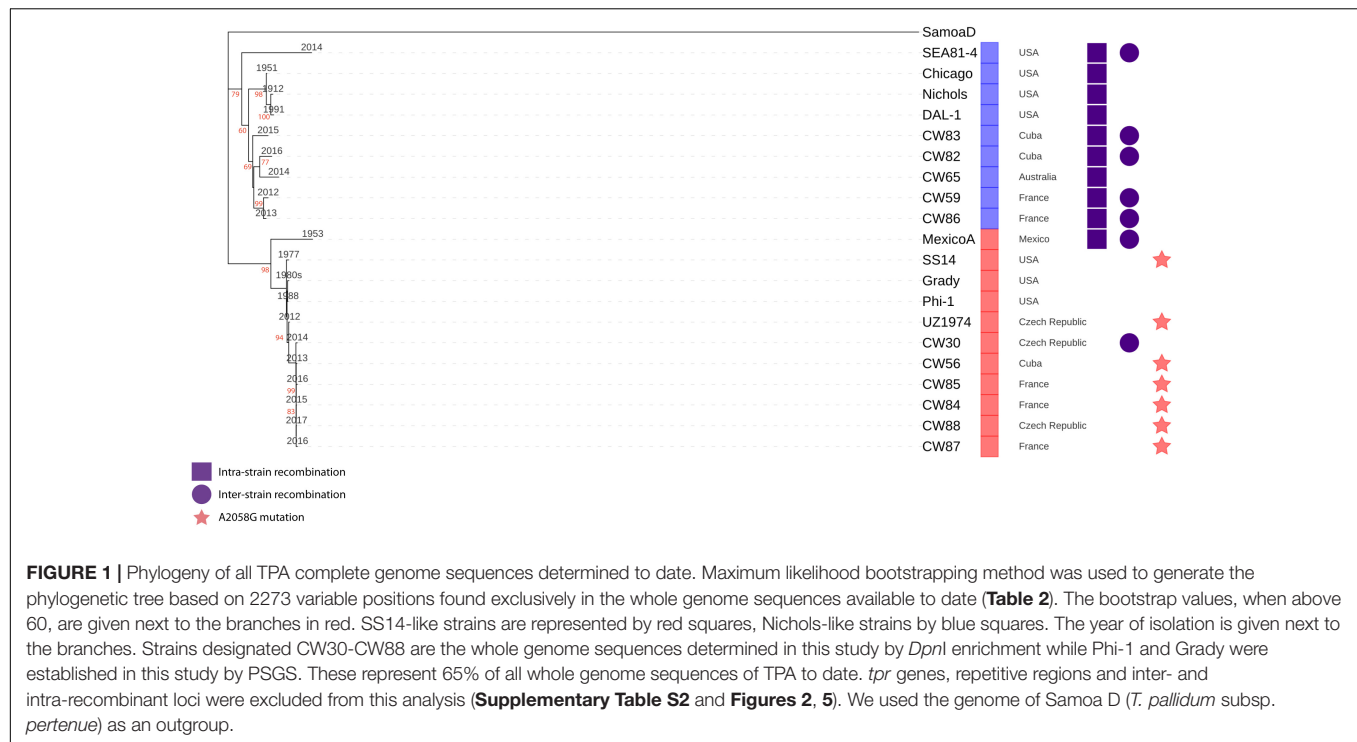 SamoaD
2014 SEA81-4 USA
1951 Chicago USA
98 1912 Nichols USA
79 1991 DAL-1 USA
100
60 2015 CW83 Cuba
2016 CW82 Cuba
69 77 2014 CW65 Australia
2012 CW59 France
99 2013 CW86 France
1953 MexicoA Mexico
1977 SS14 USA
98 1980s Grady USA
1988 Phi-1 USA
2012 UZ1974 Czech Republic
94 2014 CW30 Czech Republic
2013 CW56 Cuba
2016 CW85 France
99
2015 CW84 France
83
2017 CW88 Czech Republic
2016 CW87 France
Intra-strain recombination
Inter-strain recombination
A2058G mutation
FIGURE 1 | Phylogeny of all TPA complete genome sequences determined to date. Maximum likelihood bootstrapping method was used to generate the
phylogenetic tree based on 2273 variable positions found exclusively in the whole genome sequences available to date (Table 2). The bootstrap values, when above
60, are given next to the branches in red. SS14-like strains are represented by red squares, Nichols-like strains by blue squares. The year of isolation is given next to
the branches. Strains designated CW30-CW88 are the whole genome sequences determined in this study by DpnI enrichment while Phi-1 and Grady were
established in this study by PSGS. These represent 65% of all whole genome sequences of TPA to date. tpr genes, repetitive regions and inter- and
intra-recombinant loci were excluded from this analysis (Supplementary Table S2 and Figures 2, 5). We used the genome of Samoa D (T. pallidum subsp.
pertenue) as an outgroup.